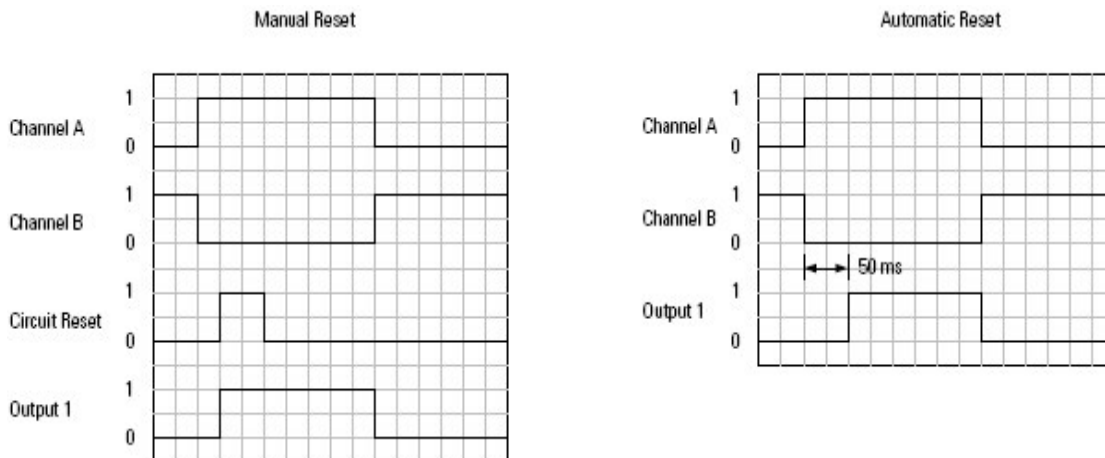 Manual Reset
Channel A
1
0
Channel B
1
0
Circuit Reset
1
0
Output 1
1
0
Automatic Reset
Channel A
1
0
Channel B
1
0
50 ms
Output 1
1
0